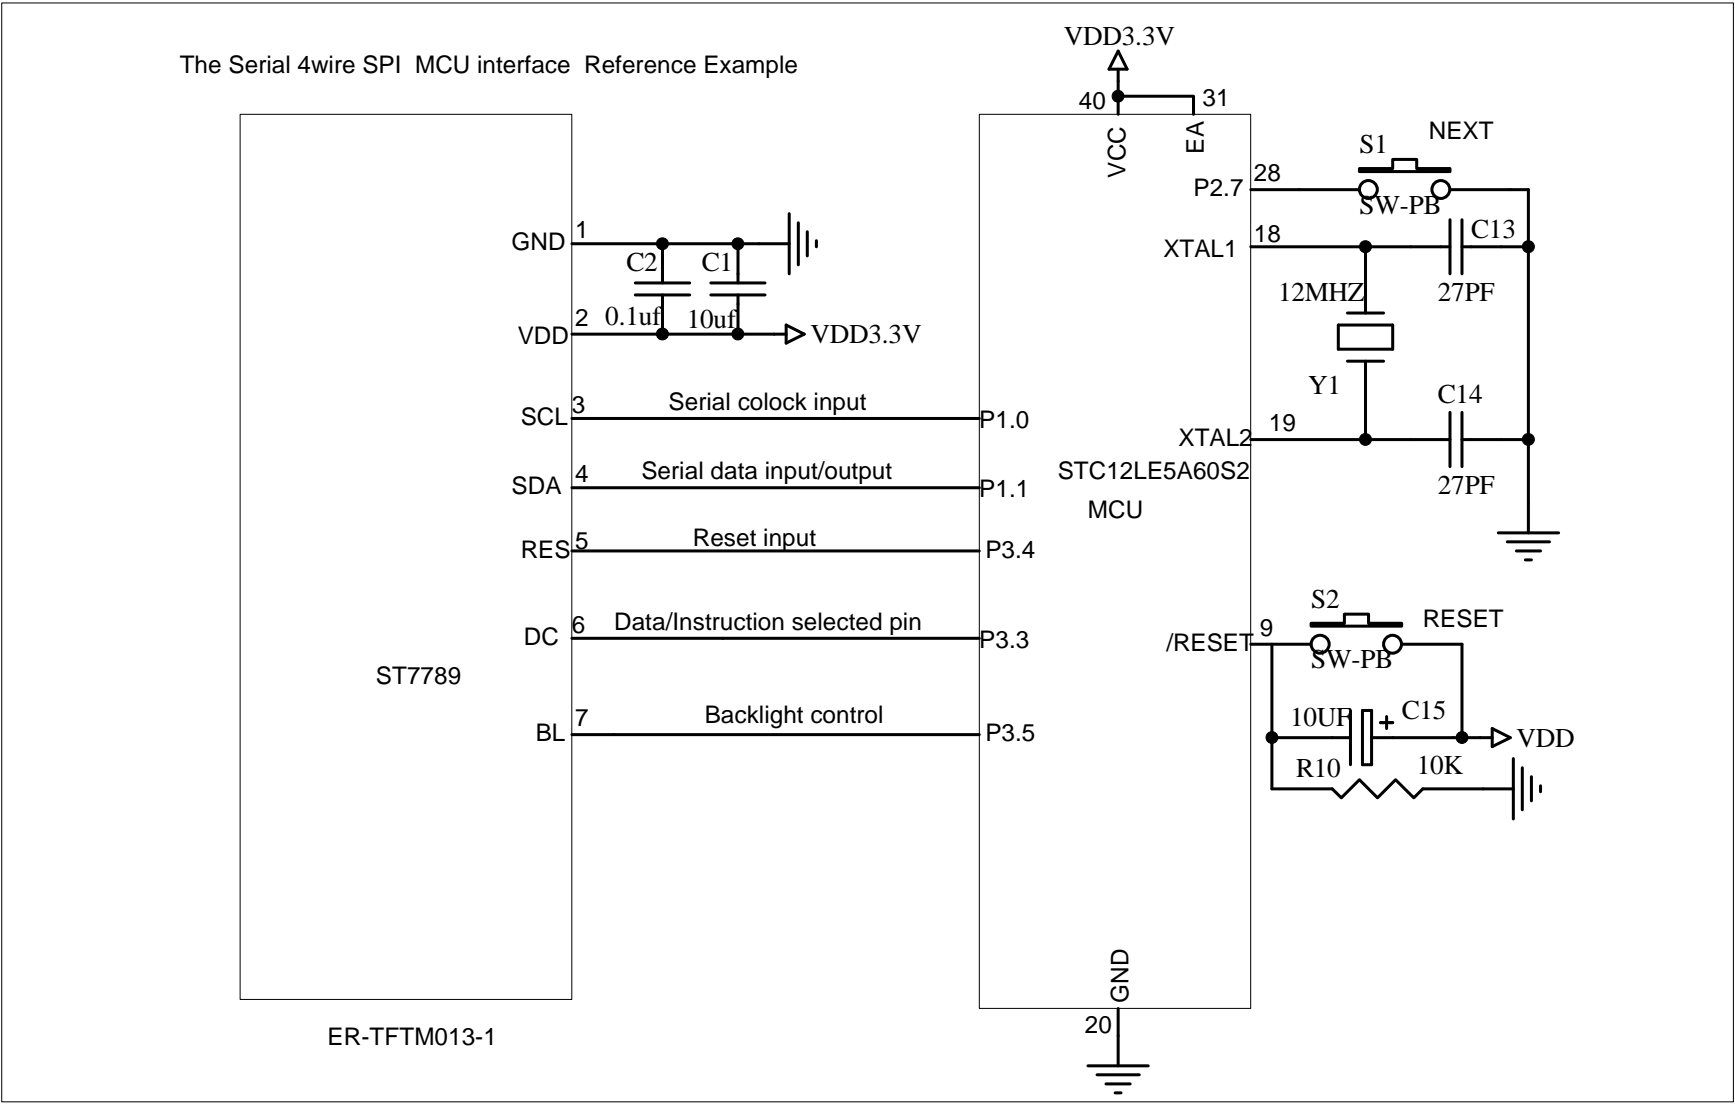 The Serial 4wire SPI MCU interface Reference Example
VDD3.3V
40
31
VCC
EA
GND
1
C2
C1
0.1uf
10uf
VDD
2
VDD3.3V
SCL
3
Serial colock input
P1.0
SDA
4
Serial data input/output
P1.1
RES
5
Reset input
P3.4
DC
6
Data/Instruction selected pin
P3.3
BL
7
Backlight control
P3.5
ST7789
ER-TFTM013-1
STC12LE5A60S2
MCU
P2.7
28
S1
NEXT
SW-PB
XTAL1
18
C13
27PF
12MHZ
Y1
XTAL2
19
C14
27PF
/RESET
9
S2
RESET
SW-PB
10UF
+
C15
VDD
R10
10K
GND
20